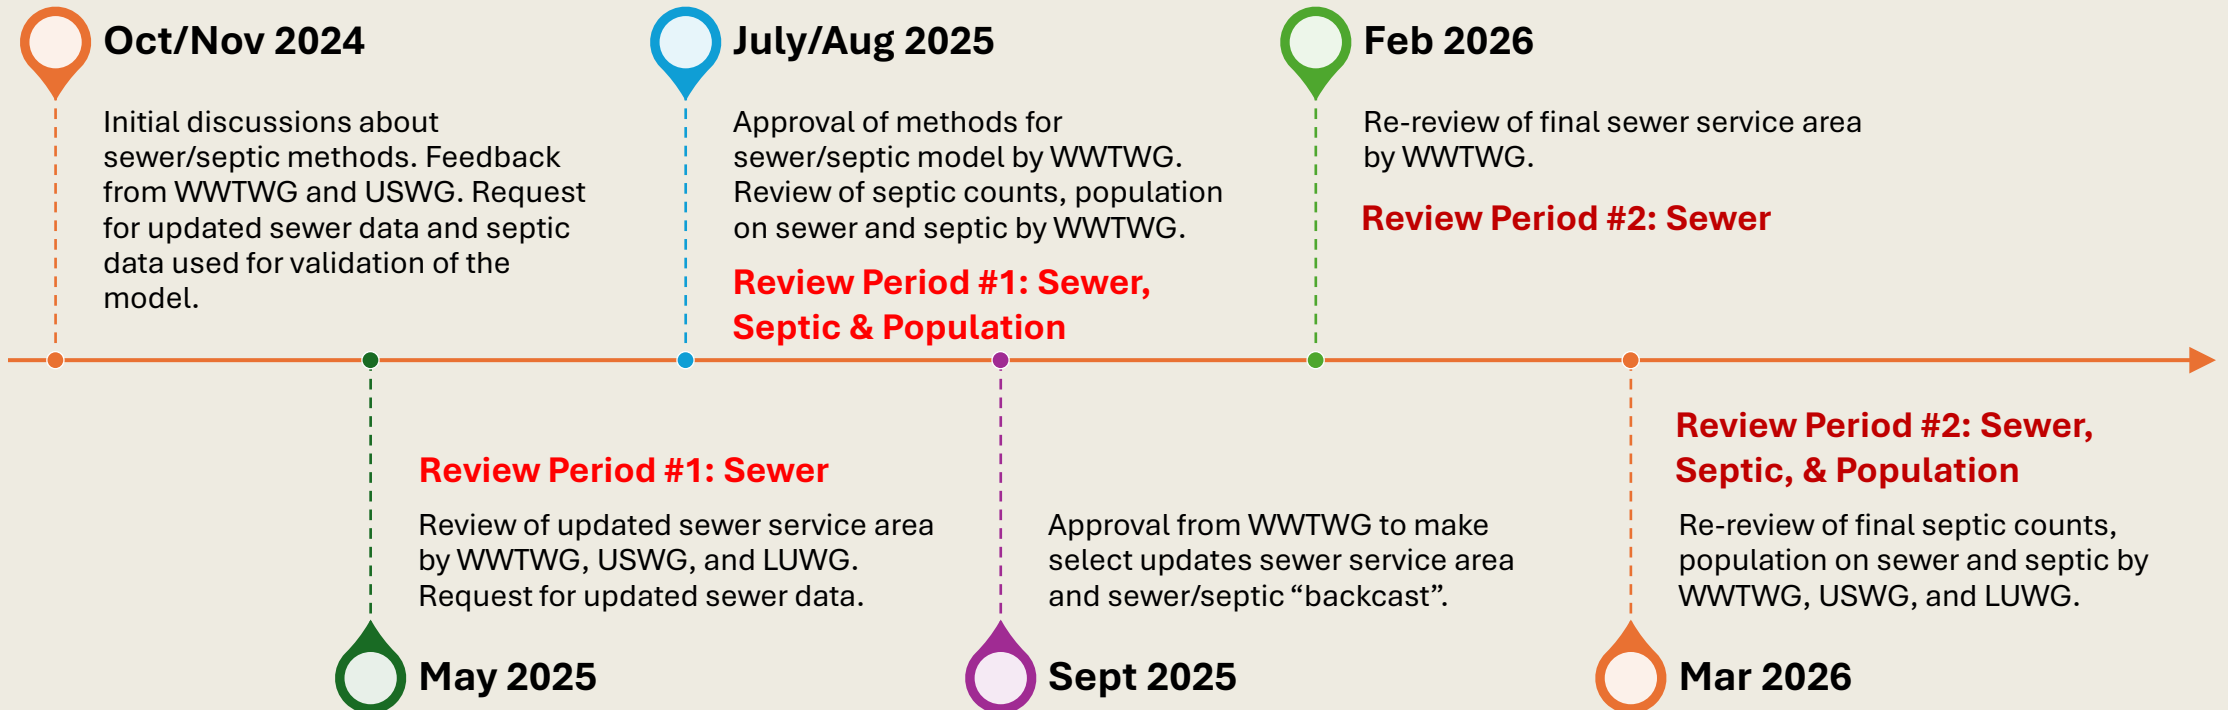 Oct/Nov 2024
Initial discussions about
sewer/septic methods. Feedback
from WWTWG and USWG. Request
for updated sewer data and septic
data used for validation of the
model.
Review Period #1: Sewer
Review of updated sewer service area
by WWTWG, USWG, and LUWG.
Request for updated sewer data.
May 2025
July/Aug 2025
Approval of methods for
sewer/septic model by WWTWG.
Review of septic counts, population
on sewer and septic by WWTWG.
Review Period #1: Sewer,
Septic & Population
Approval from WWTWG to make
select updates sewer service area
and sewer/septic “backcast”.
Sept 2025
Feb 2026
Re-review of final sewer service area
by WWTWG.
Review Period #2: Sewer
Review Period #2: Sewer,
Septic, & Population
Re-review of final septic counts,
population on sewer and septic by
WWTWG, USWG, and LUWG.
Mar 2026